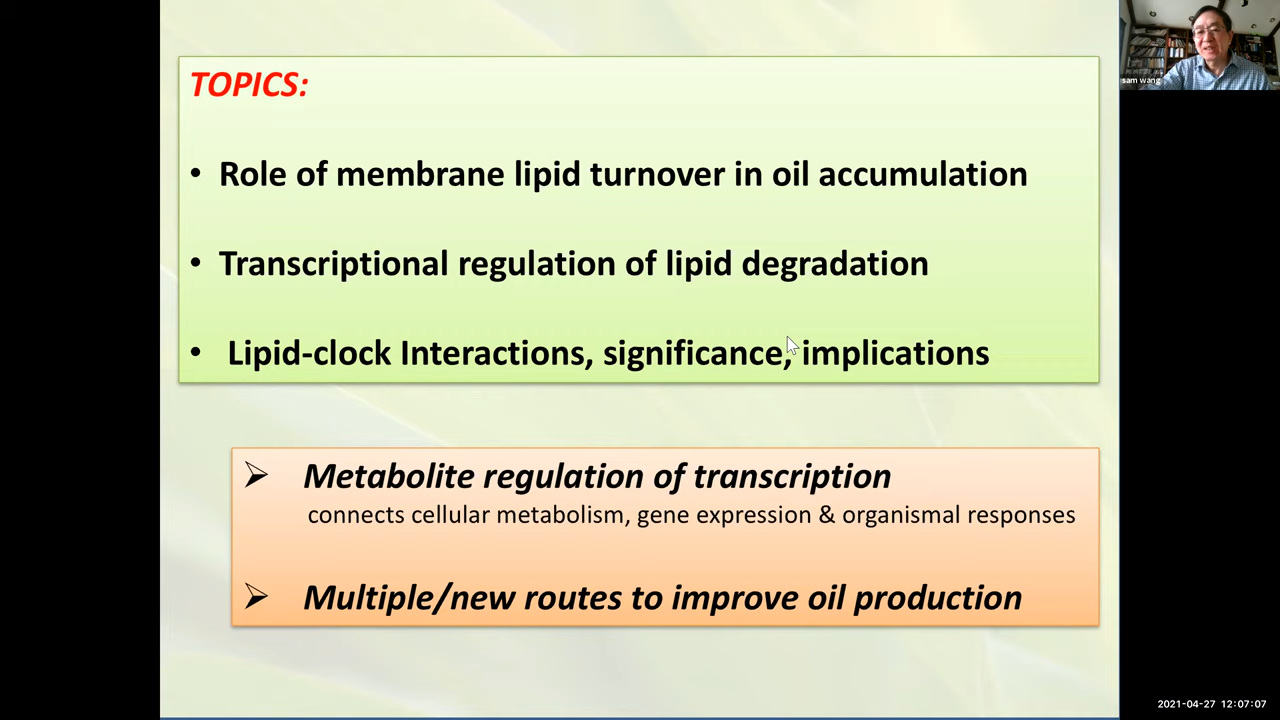 TOPICS:
• Role of membrane lipid turnover in oil accumulation
• Transcriptional regulation of lipid degradation
• Lipid-clock Interactions, significance, implications
➢ Metabolite regulation of transcription
connects cellular metabolism, gene expression & organismal responses
➢ Multiple/new routes to improve oil production
sam wang
2021-04-27 12:07:07